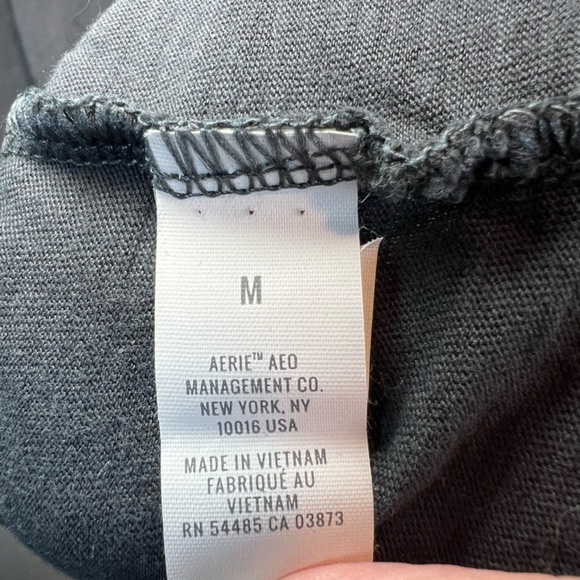 M
AERIE™ AEO
MANAGEMENT CO.
NEW YORK, NY
10016 USA
MADE IN VIETNAM
FABRIQUÉ AU
VIETNAM
RN 54485 CA 03873